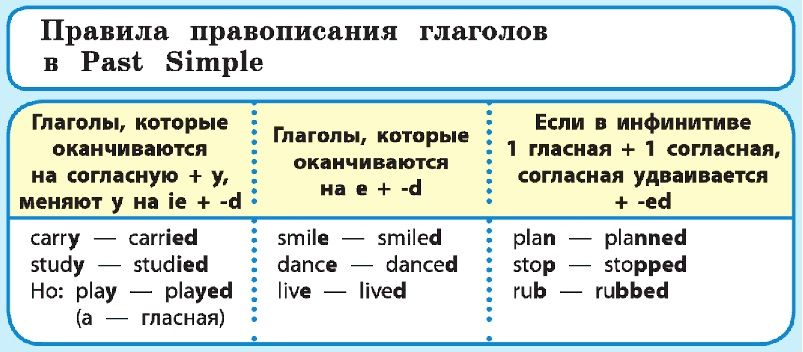 Правила правописания глаголов
в Past Simple
Глаголы, которые
оканчиваются
на согласную + y,
меняют y на ie + -d
carry — carried
study — studied
Но: play — played
(a — гласная)
Глаголы, которые
оканчиваются
на e + -d
smile — smiled
dance — danced
live — lived
Если в инфинитиве
1 гласная + 1 согласная,
согласная удваивается
+ -ed
plan — planned
stop — stopped
rub — rubbed